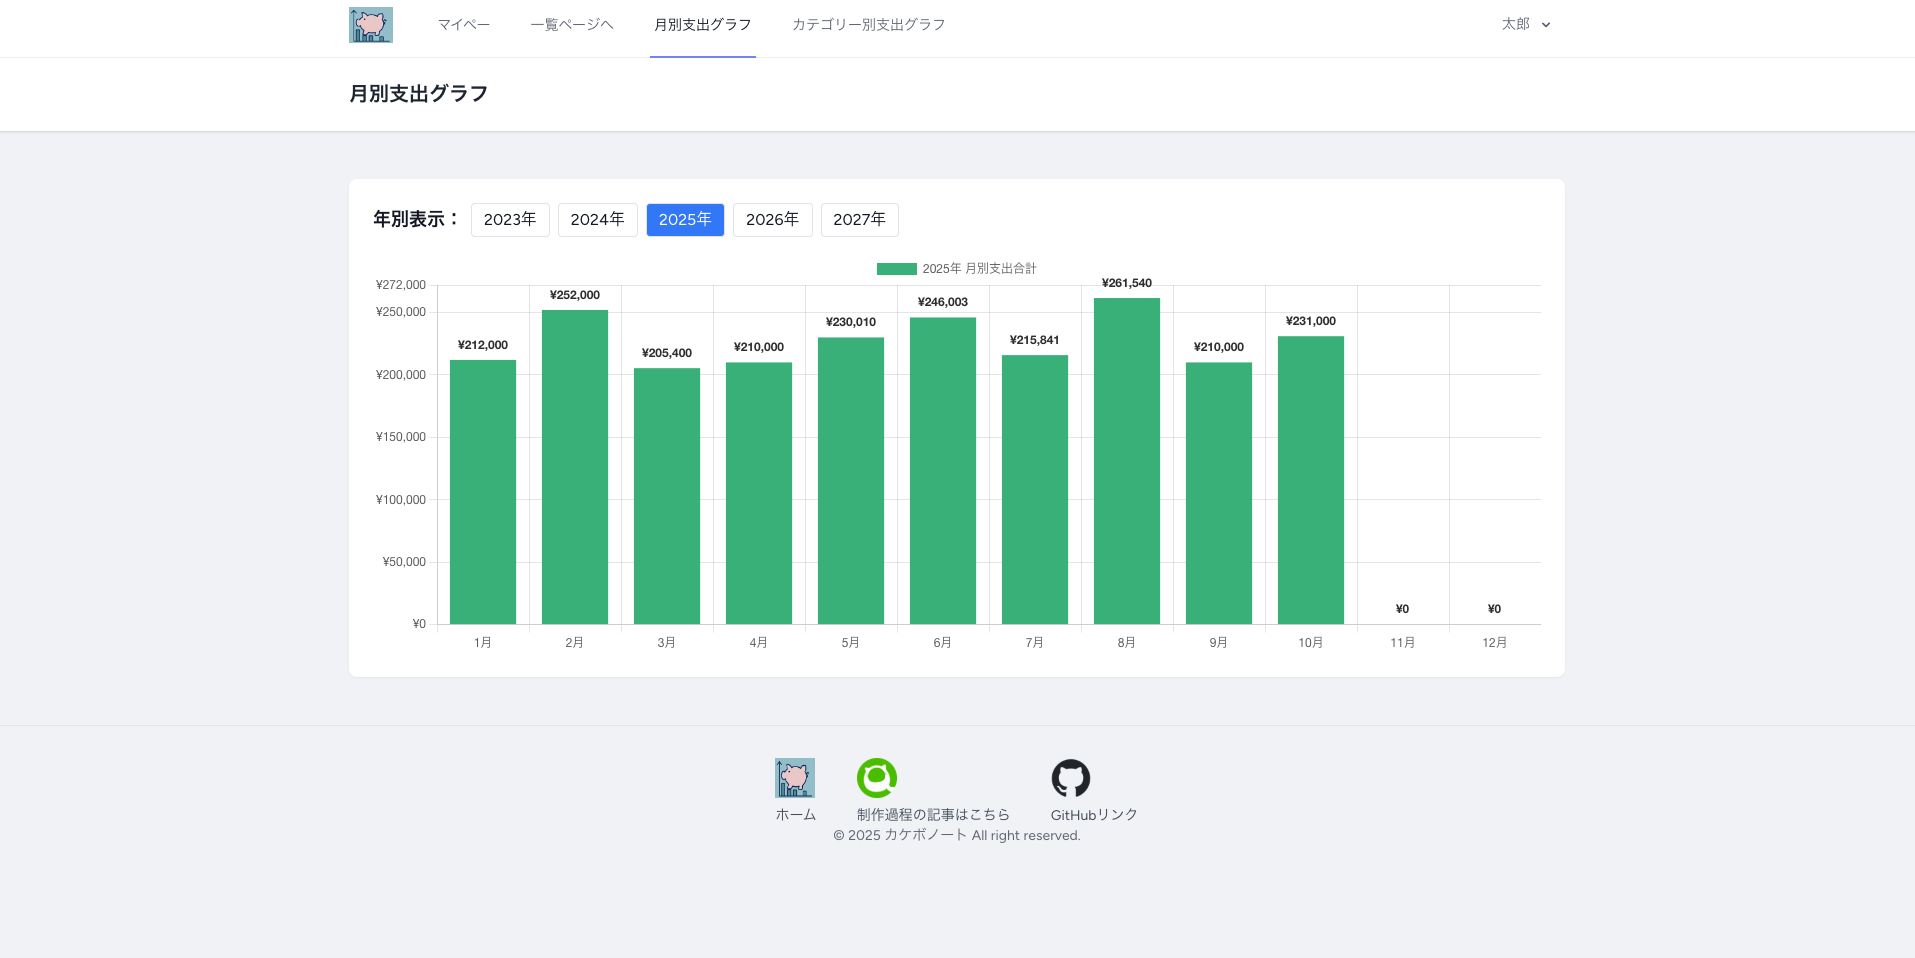 マイペー 一覧ページへ 月別支出グラフ カテゴリー別支出グラフ 太郎
月別支出グラフ
年別表示： 2023年 2024年 2025年 2026年 2027年
2025年 月別支出合計
¥272,000
¥250,000
¥200,000
¥150,000
¥100,000
¥50,000
¥0
¥212,000
¥252,000
¥205,400
¥210,000
¥230,010
¥246,003
¥215,841
¥261,540
¥210,000
¥231,000
¥0
¥0
1月 2月 3月 4月 5月 6月 7月 8月 9月 10月 11月 12月
ホーム 制作過程の記事はこちら GitHubリンク
© 2025 カケボノート All right reserved.